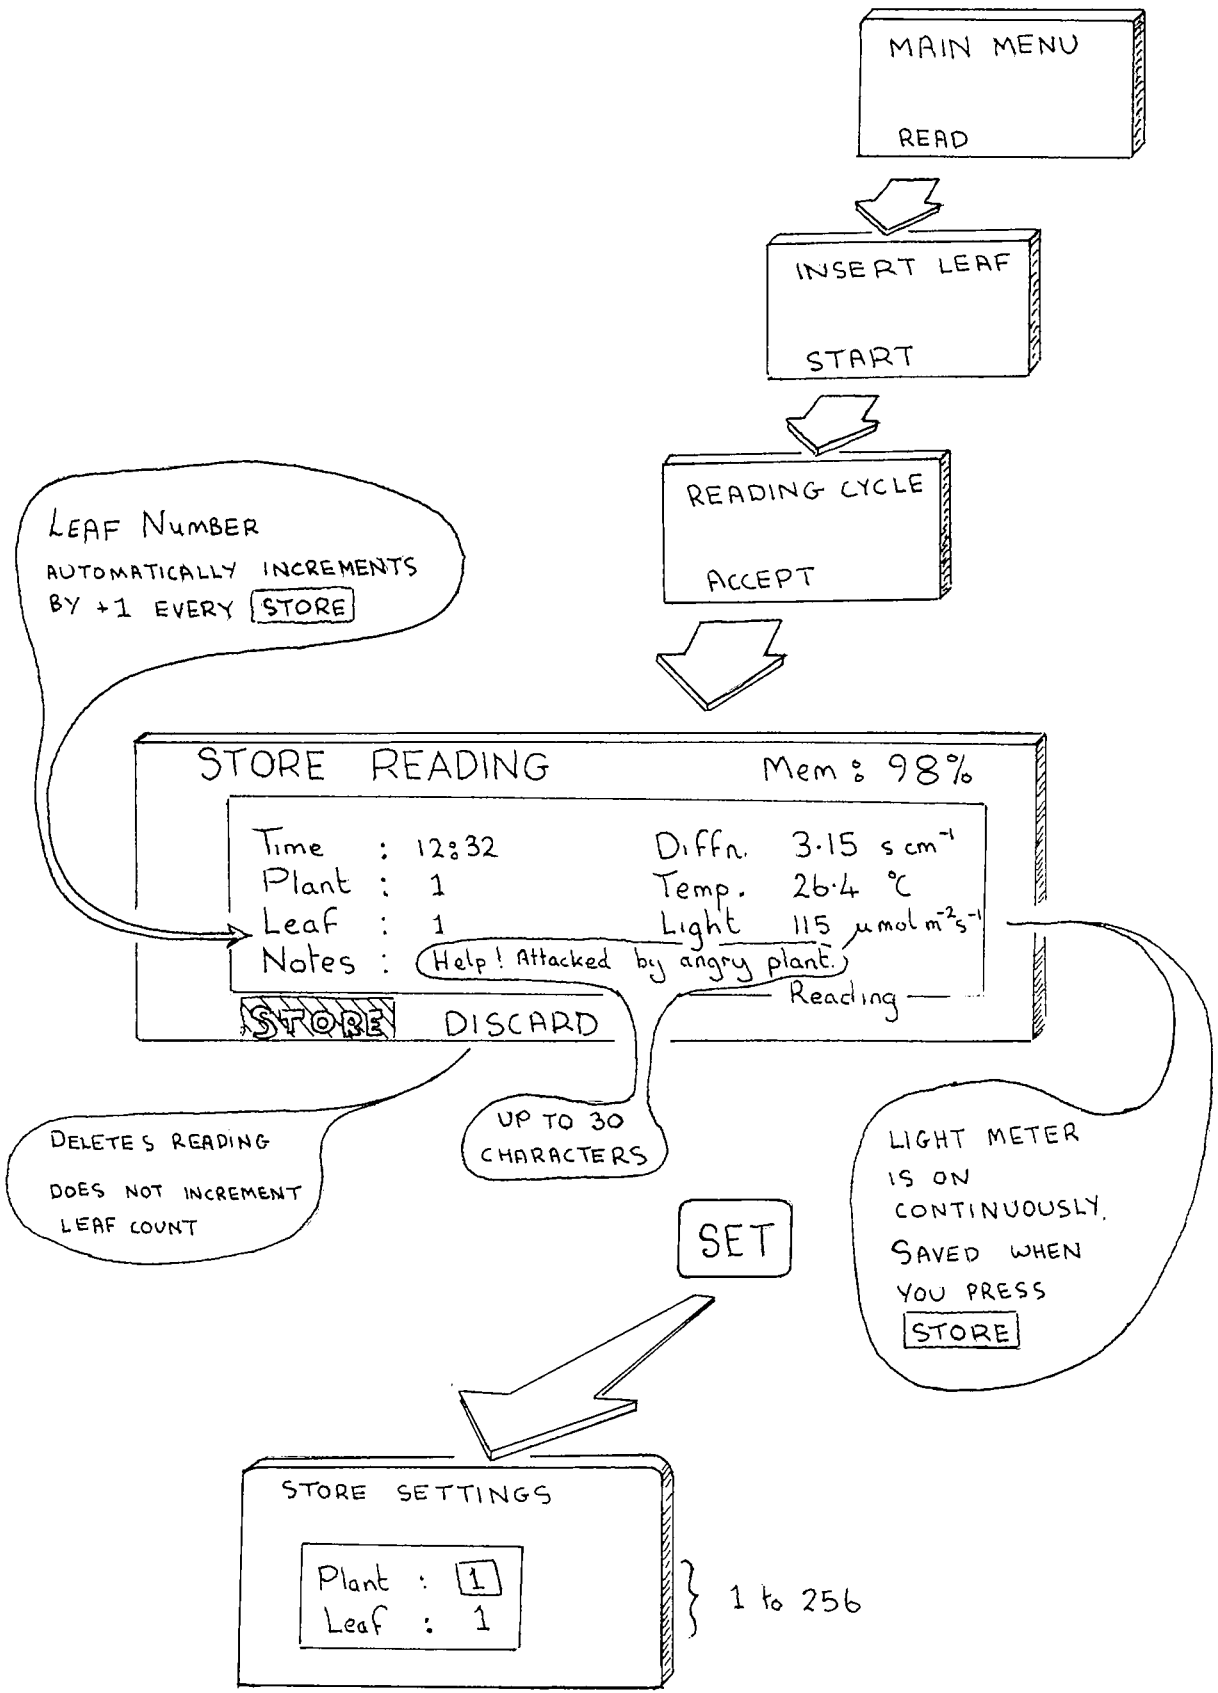 MAIN MENU
READ
INSERT LEAF
START
READING CYCLE
ACCEPT
LEAF NUMBER
AUTOMATICALLY INCREMENTS
BY +1 EVERY STORE
STORE READING Mem : 98%
Time : 12:32 Diffn. 3.15 s cm⁻¹
Plant : 1 Temp. 26.4 °C
Leaf : 1 Light 115 μmol m⁻²s⁻¹
Notes : Help! Attacked by angry plant.
Reading
STORE DISCARD
DELETES READING
DOES NOT INCREMENT
LEAF COUNT
UP TO 30
CHARACTERS
LIGHT METER
IS ON
CONTINUOUSLY.
SAVED WHEN
YOU PRESS
STORE
SET
STORE SETTINGS
Plant : 1
Leaf : 1
1 to 256